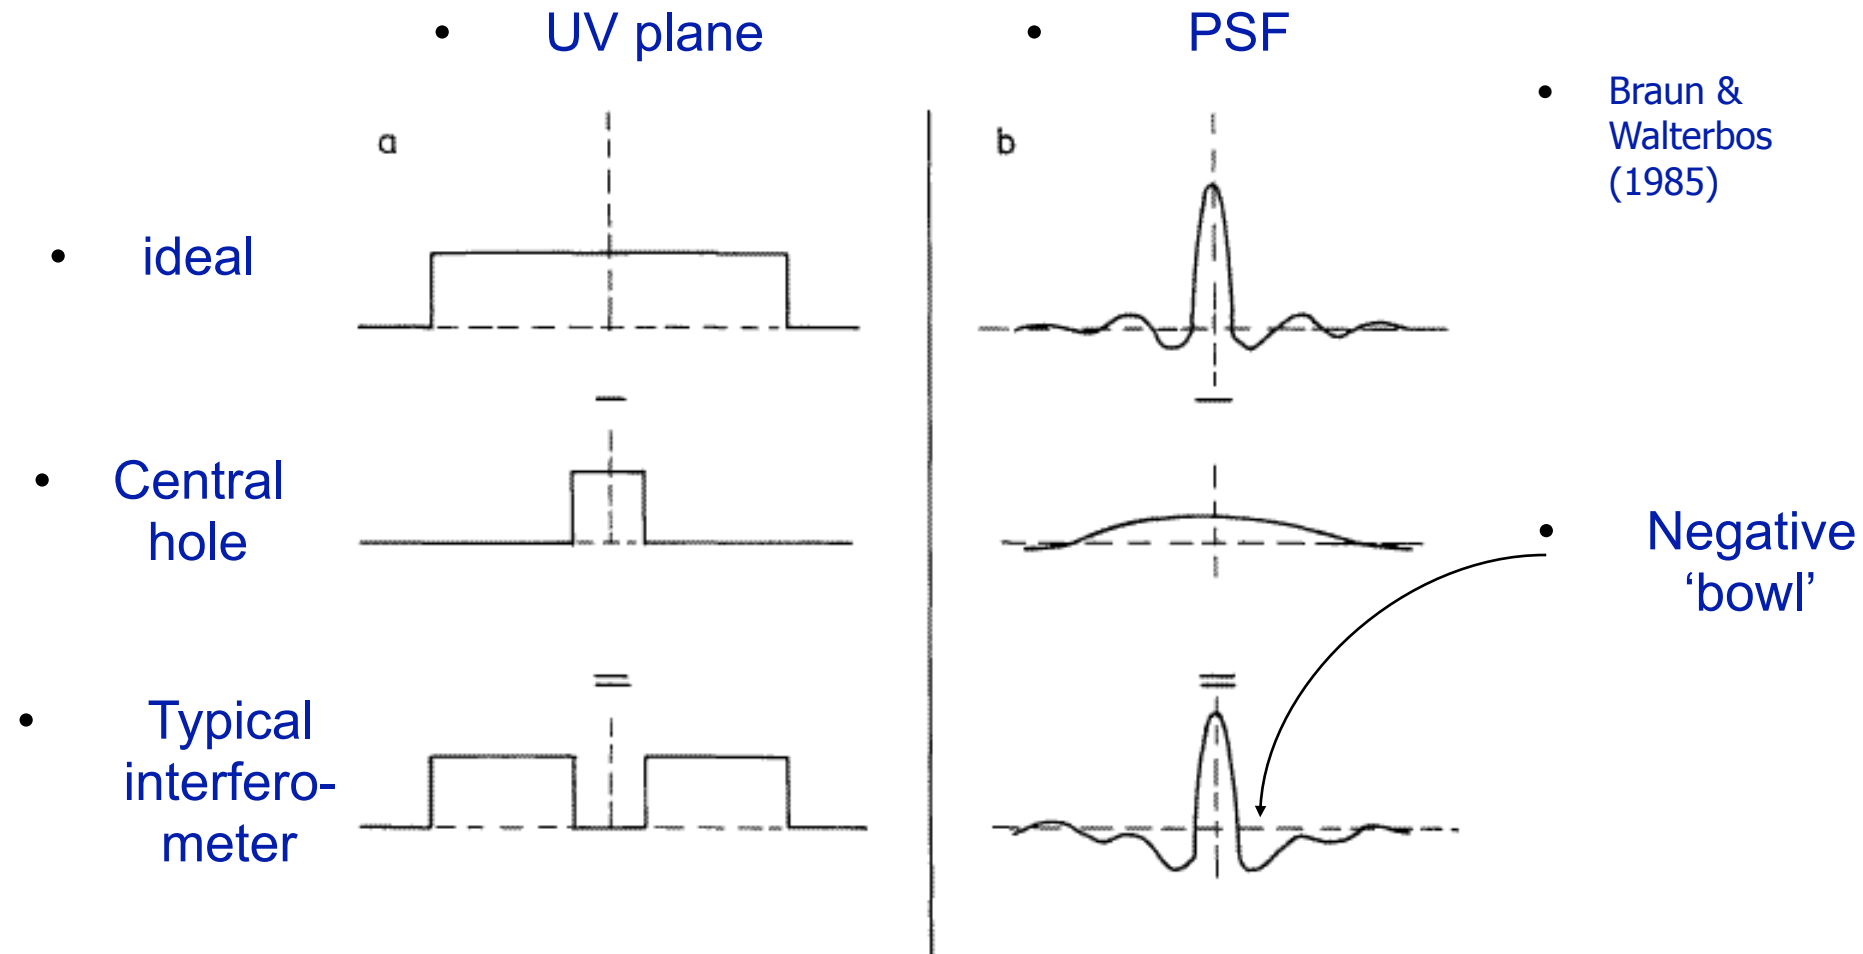 • UV plane
• PSF
• Braun &
Walterbos
(1985)
a
b
• ideal
• Central
hole
• Negative
‘bowl’
• Typical
interfero-
meter